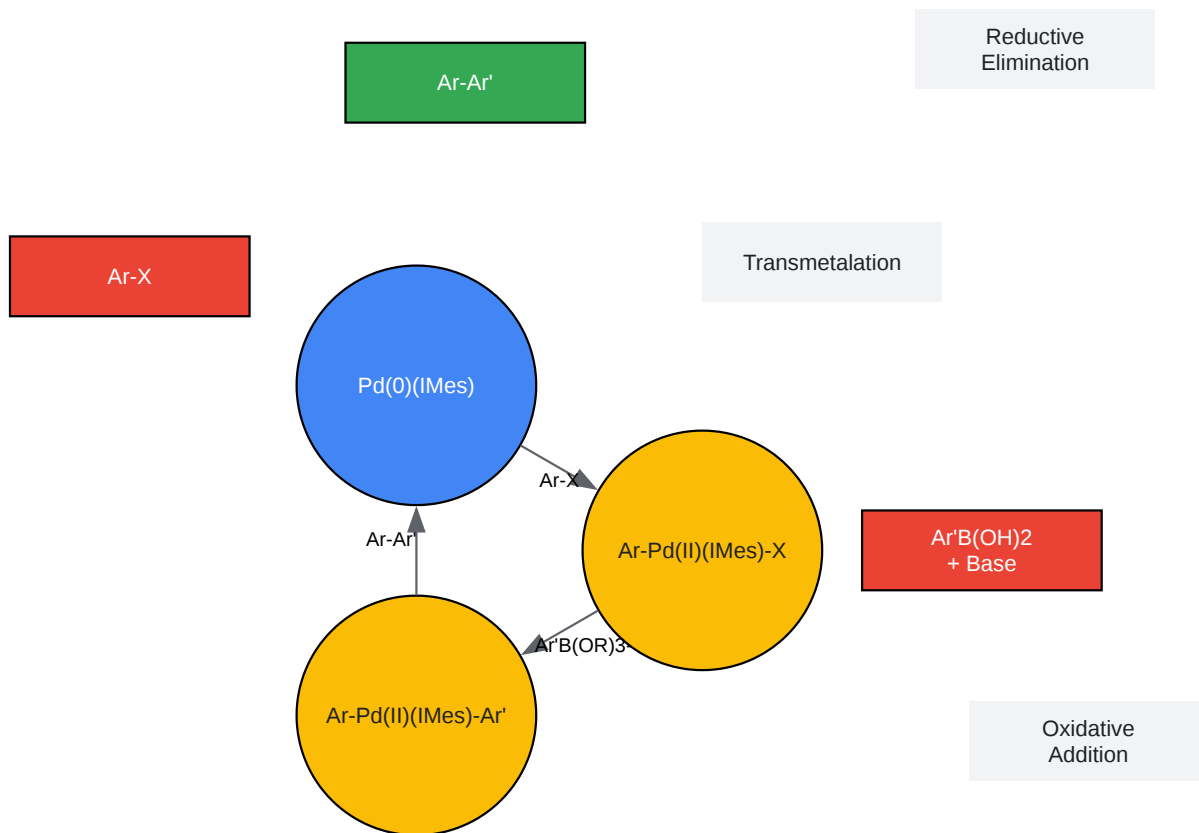 Reductive
Elimination
Ar-Ar'
Transmetalation
Ar-X
Pd(0)(IMes)
Ar-X
Ar-Ar'
Ar-Pd(II)(IMes)-X
Ar'B(OH)2
+ Base
Ar'B(OR)3-
Ar-Pd(II)(IMes)-Ar'
Oxidative
Addition